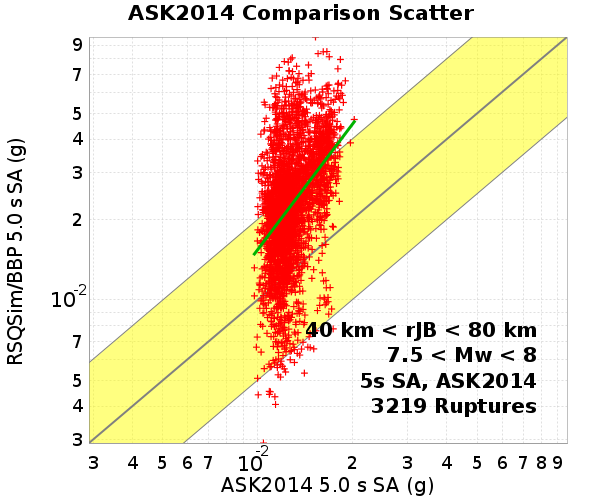 ASK2014 Comparison Scatter
RSQSim/BBP 5.0 s SA (g)
9
7
5
4
3
2
10-2
7
5
4
3
40 km < rJB < 80 km
7.5 < Mw < 8
5s SA, ASK2014
3219 Ruptures
3 4 5 6 7 10-2 2 3 4 5 6 7 8 9
ASK2014 5.0 s SA (g)